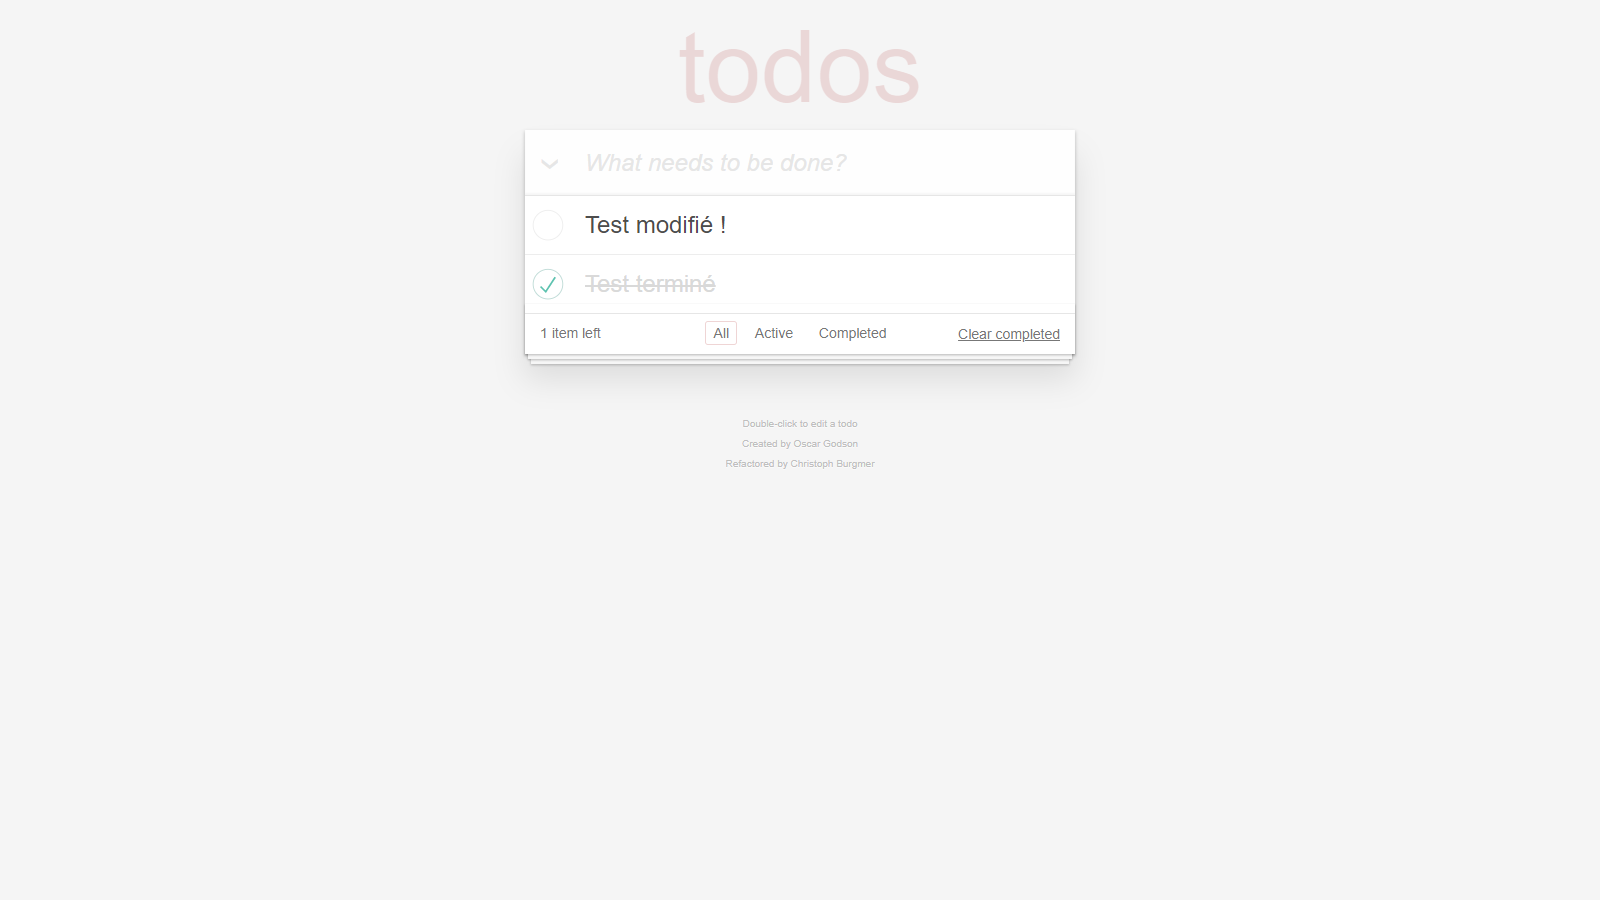 todos
What needs to be done?
Test modifié !
Test terminé
1 item left All Active Completed Clear completed
Double-click to edit a todo
Created by Oscar Godson
Refactored by Christoph Burgmer